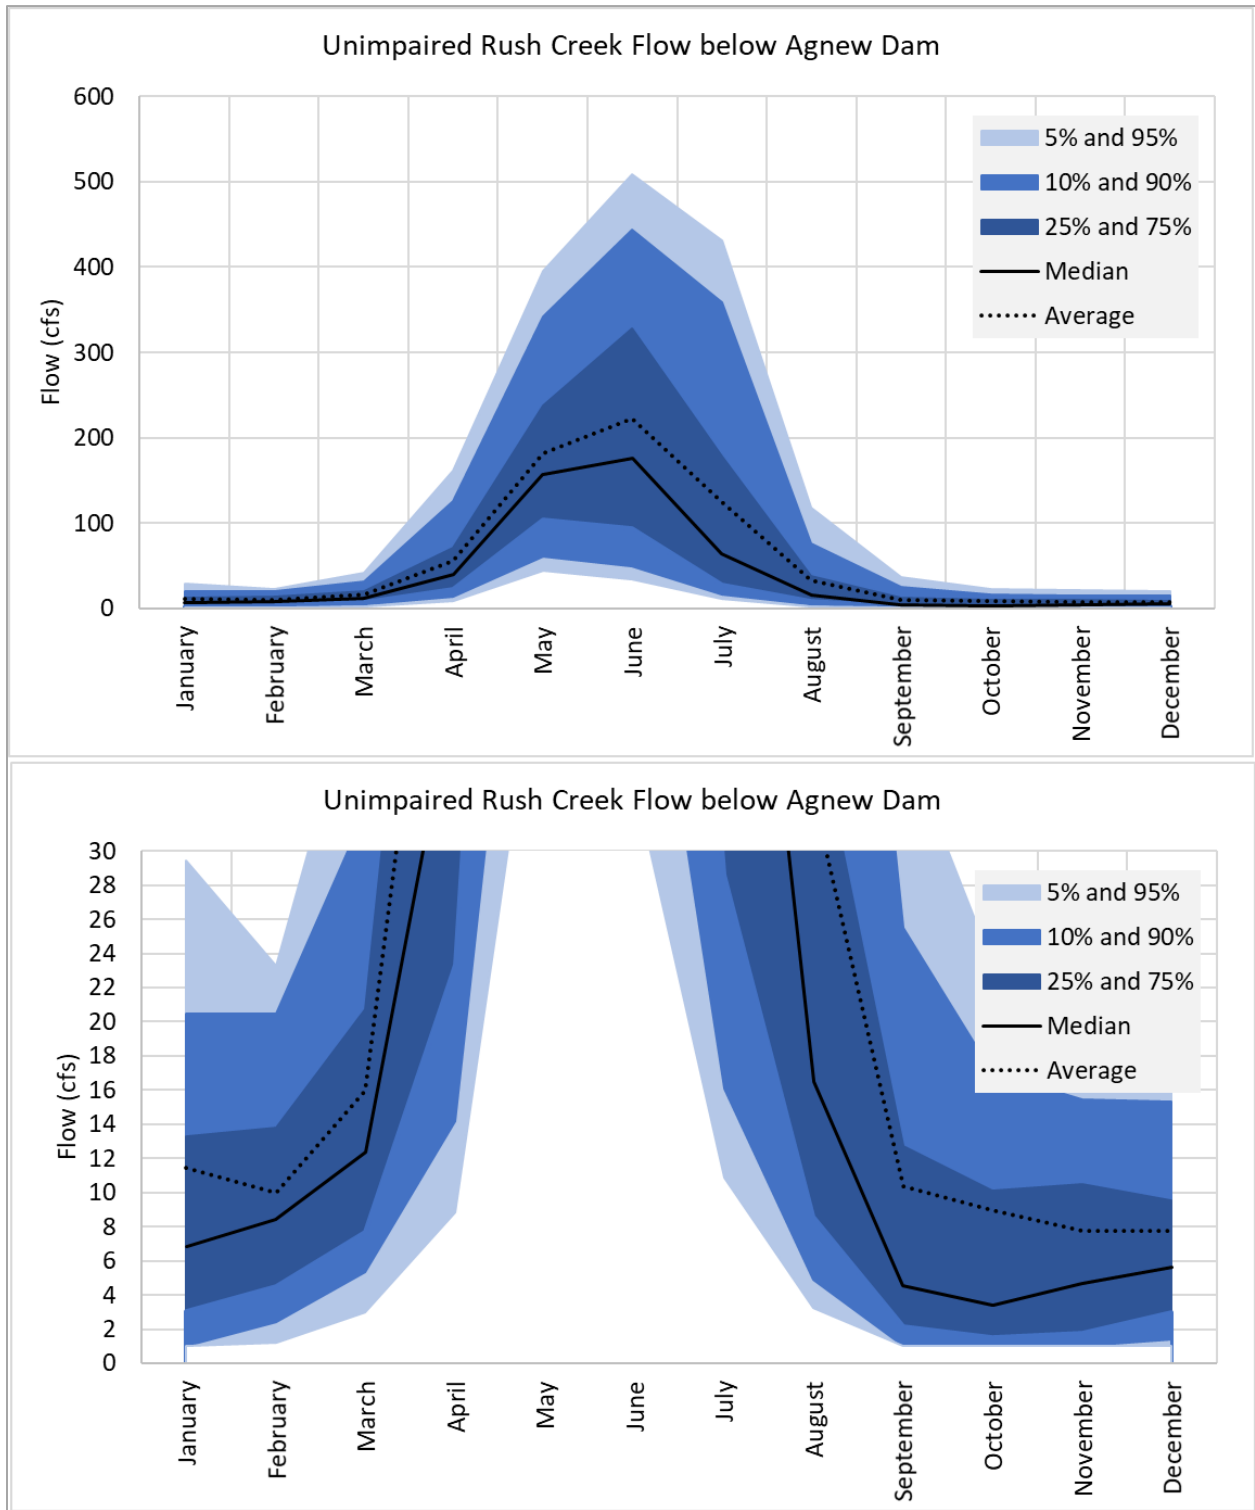 Unimpaired Rush Creek Flow below Agnew Dam
600
500
400
300
200
100
0
Flow (cfs)
5% and 95%
10% and 90%
25% and 75%
Median
Average
January
February
March
April
May
June
July
August
September
October
November
December
Unimpaired Rush Creek Flow below Agnew Dam
30
28
26
24
22
20
18
16
14
12
10
8
6
4
2
0
Flow (cfs)
5% and 95%
10% and 90%
25% and 75%
Median
Average
January
February
March
April
May
June
July
August
September
October
November
December